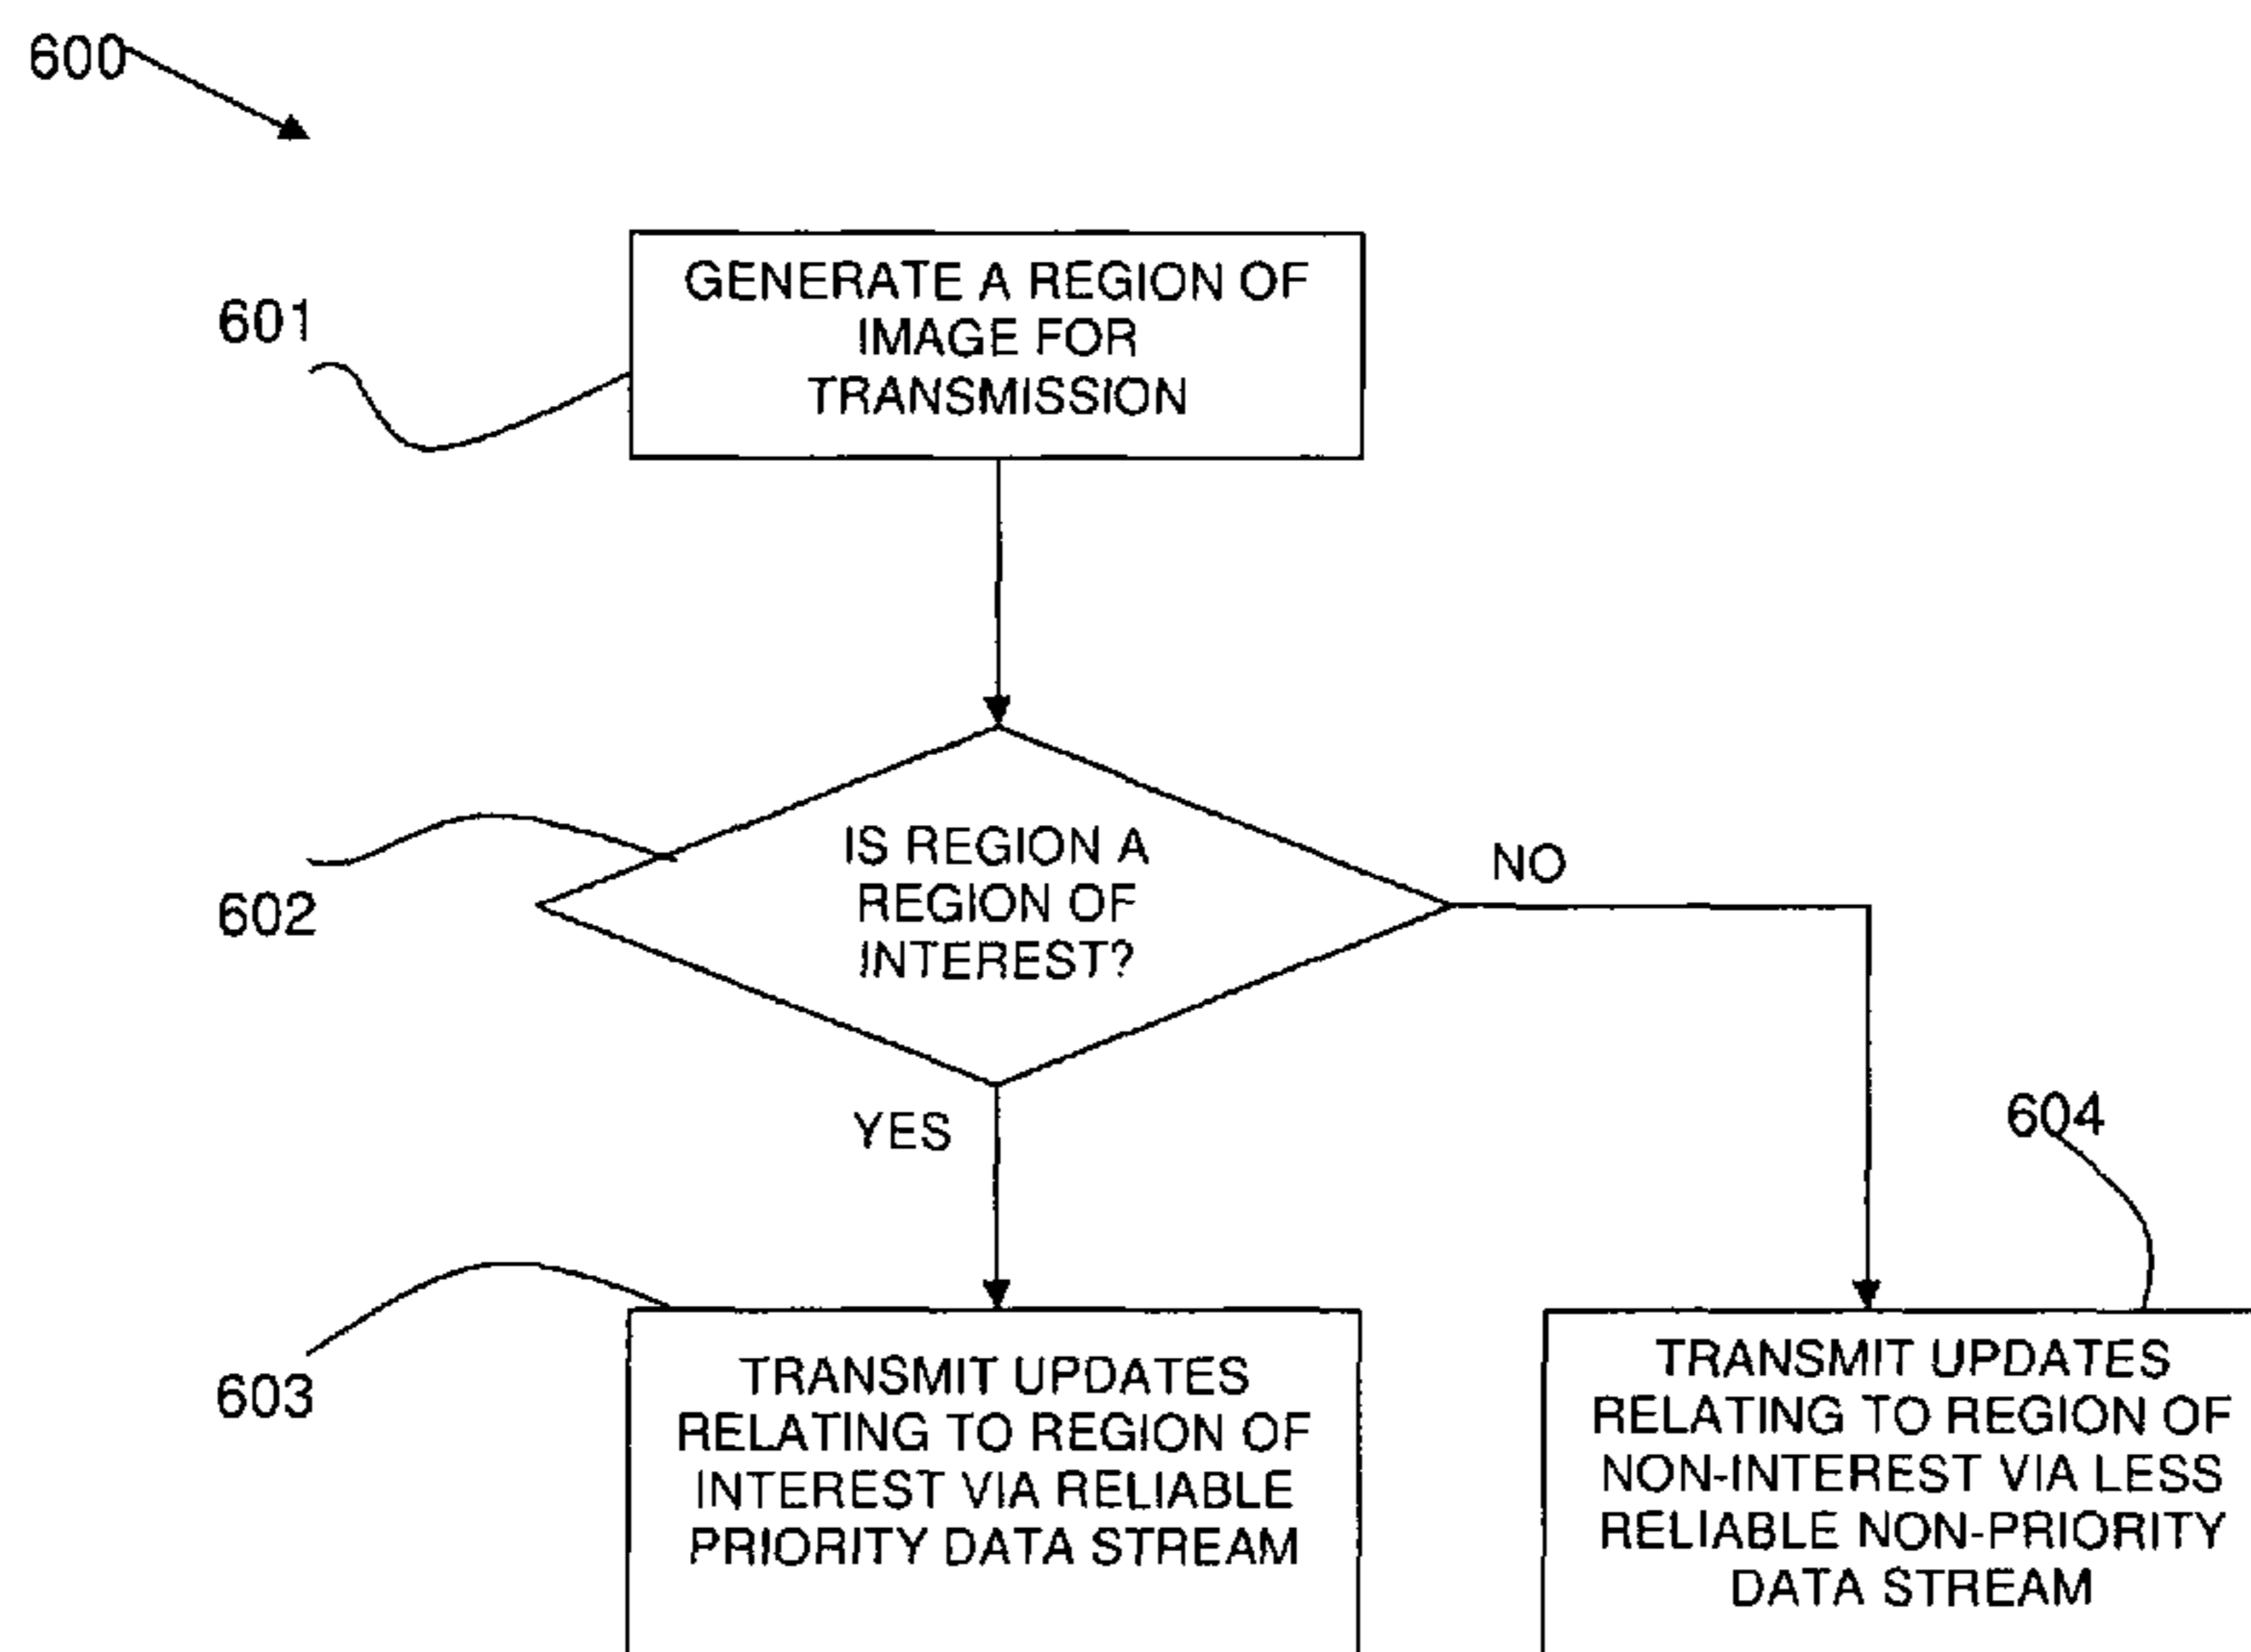 600
601
GENERATE A REGION OF
IMAGE FOR
TRANSMISSION
602
IS REGION A
REGION OF
INTEREST?
NO
YES
603
TRANSMIT UPDATES
RELATING TO REGION OF
INTEREST VIA RELIABLE
PRIORITY DATA STREAM
604
TRANSMIT UPDATES
RELATING TO REGION OF
NON-INTEREST VIA LESS
RELIABLE NON-PRIORITY
DATA STREAM